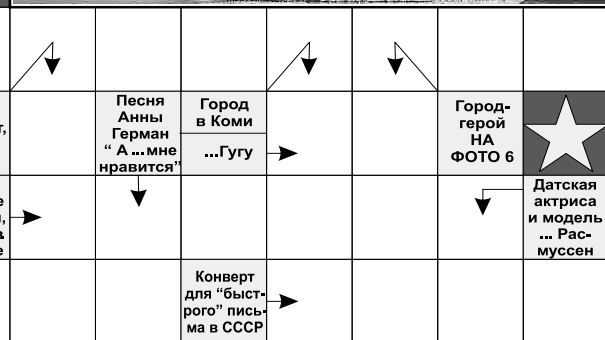 Песня
Анны
Герман
“ А ... мне
нравится”
Город
в Коми
...Гугу
Город-
герой
НА
ФОТО 6
Датская
актриса
и модель
... Рас-
муссен
Конверт
для “быст-
рого” пись-
ма в СССР